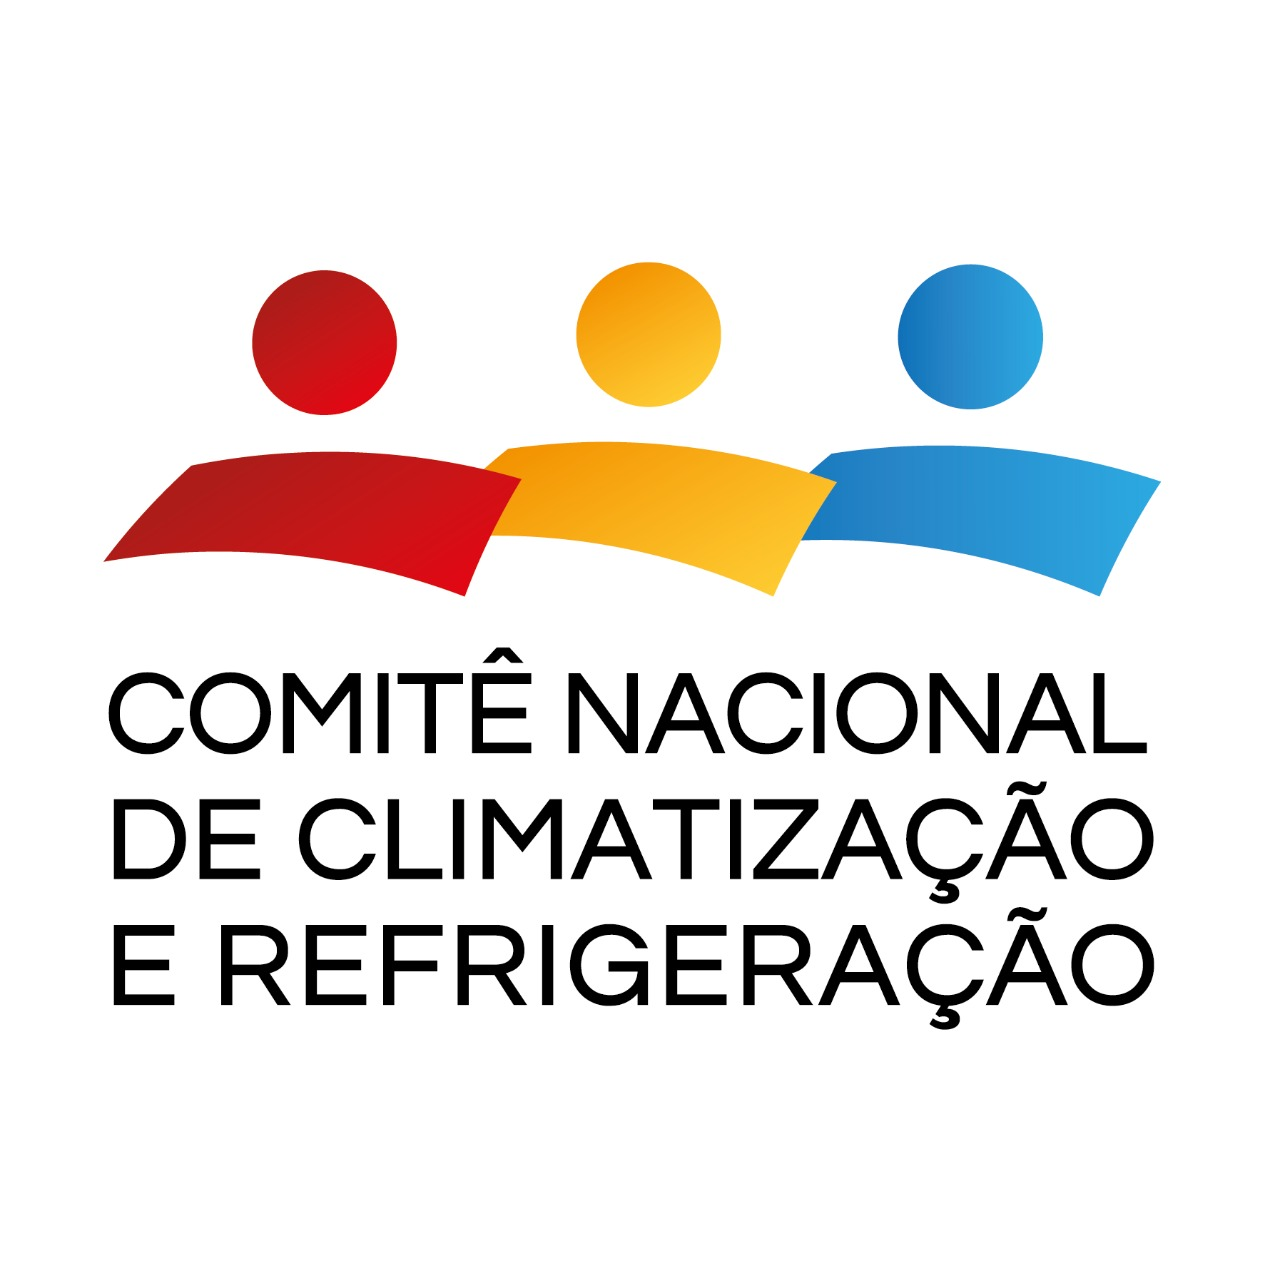 COMITÊ NACIONAL
DE CLIMATIZAÇÃO
E REFRIGERAÇÃO